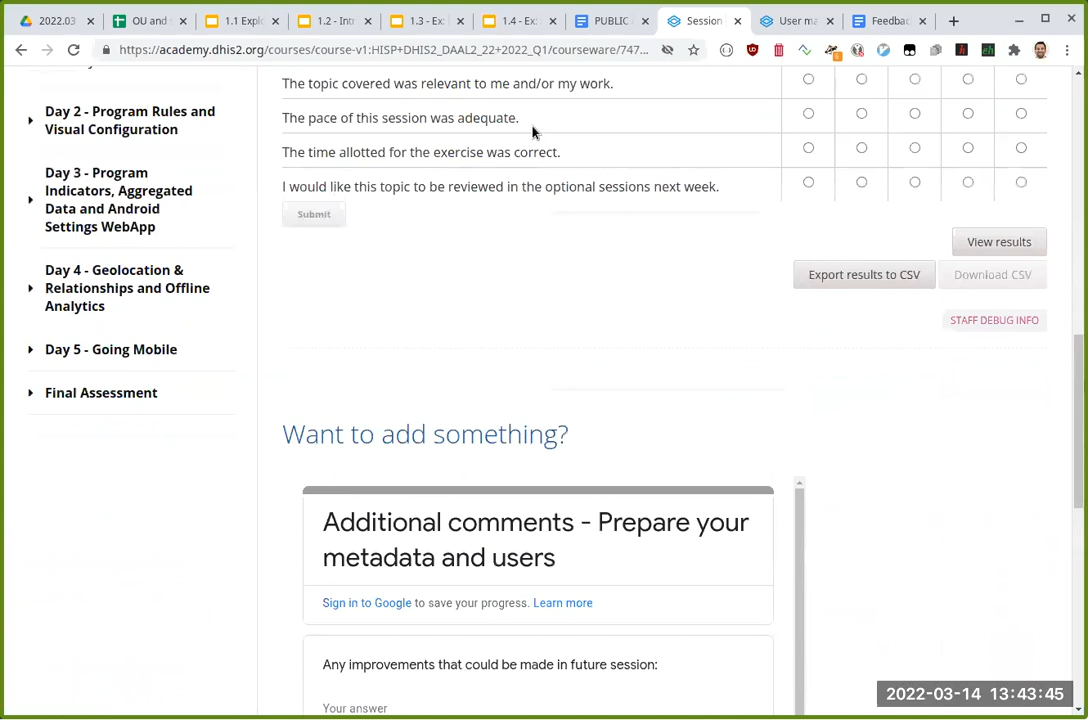 2022.03
OU and
1.1 Expl
1.2 - Int
1.3 - Ex:
1.4 - Ex:
PUBLIC
Session
User ma
Feedbac
https://academy.dhis2.org/courses/course-v1:HISP+DHIS2_DAAL2_22+2022_Q1/courseware/747...
The topic covered was relevant to me and/or my work.
The pace of this session was adequate.
The time allotted for the exercise was correct.
I would like this topic to be reviewed in the optional sessions next week.
Submit
View results
Export results to CSV
Download CSV
STAFF DEBUG INFO
Day 2 - Program Rules and
Visual Configuration
Day 3 - Program
Indicators, Aggregated
Data and Android
Settings WebApp
Day 4 - Geolocation &
Relationships and Offline
Analytics
Day 5 - Going Mobile
Final Assessment
Want to add something?
Additional comments - Prepare your
metadata and users
Sign in to Google to save your progress. Learn more
Any improvements that could be made in future session:
Your answer
2022-03-14 13:43:45